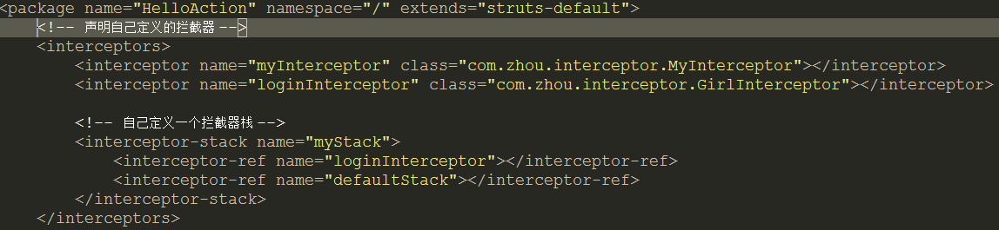 <package name="HelloAction" namespace="/" extends="struts-default">
<!-- 声明自己定义的拦截器 -->
<interceptors>
<interceptor name="myInterceptor" class="com.zhou.interceptor.MyInterceptor"></interceptor>
<interceptor name="loginInterceptor" class="com.zhou.interceptor.GirlInterceptor"></interceptor>
<!-- 自己定义一个拦截器栈 -->
<interceptor-stack name="myStack">
<interceptor-ref name="loginInterceptor"></interceptor-ref>
<interceptor-ref name="defaultStack"></interceptor-ref>
</interceptor-stack>
</interceptors>